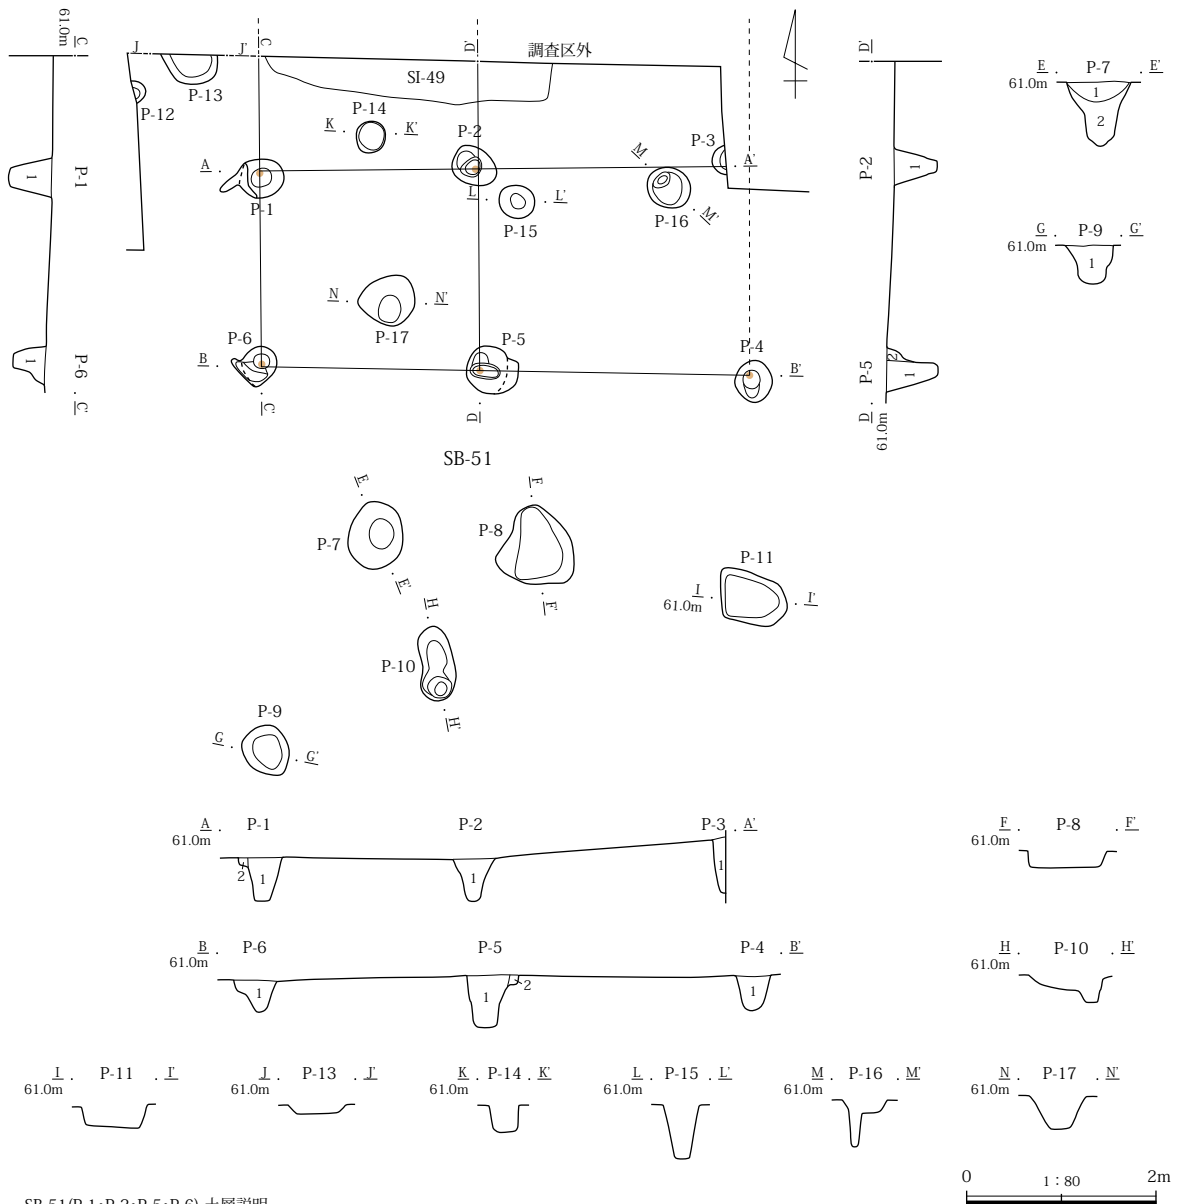 C
61.0m
J
J'
C
D'
調査区外
D'
SI-49
P-13
P-12
E
P-7
E'
61.0m
1
2
P-14
K
K'
P-2
P-3
M
A
A'
1
P-1
P-1
L
L'
P-15
P-16
M'
P-2
1
G
P-9
G'
61.0m
1
N
N'
P-17
P-6
P-5
P-4
B
B'
1
P-6
C'
C'
D
2
P-5
1
D
61.0m
SB-51
E
F
P-7
P-8
E'
F'
P-11
I
I'
61.0m
H
P-10
H'
P-9
G
G'
A
P-1
P-2
P-3
A'
61.0m
2
1
1
1
F
P-8
F'
61.0m
B
P-6
P-5
P-4
B'
61.0m
1
1
2
1
H
P-10
H'
61.0m
I
P-11
I'
61.0m
J
P-13
J'
61.0m
K
P-14
K'
61.0m
L
P-15
L'
61.0m
M
P-16
M'
61.0m
N
P-17
N'
61.0m
0
1：80
2m